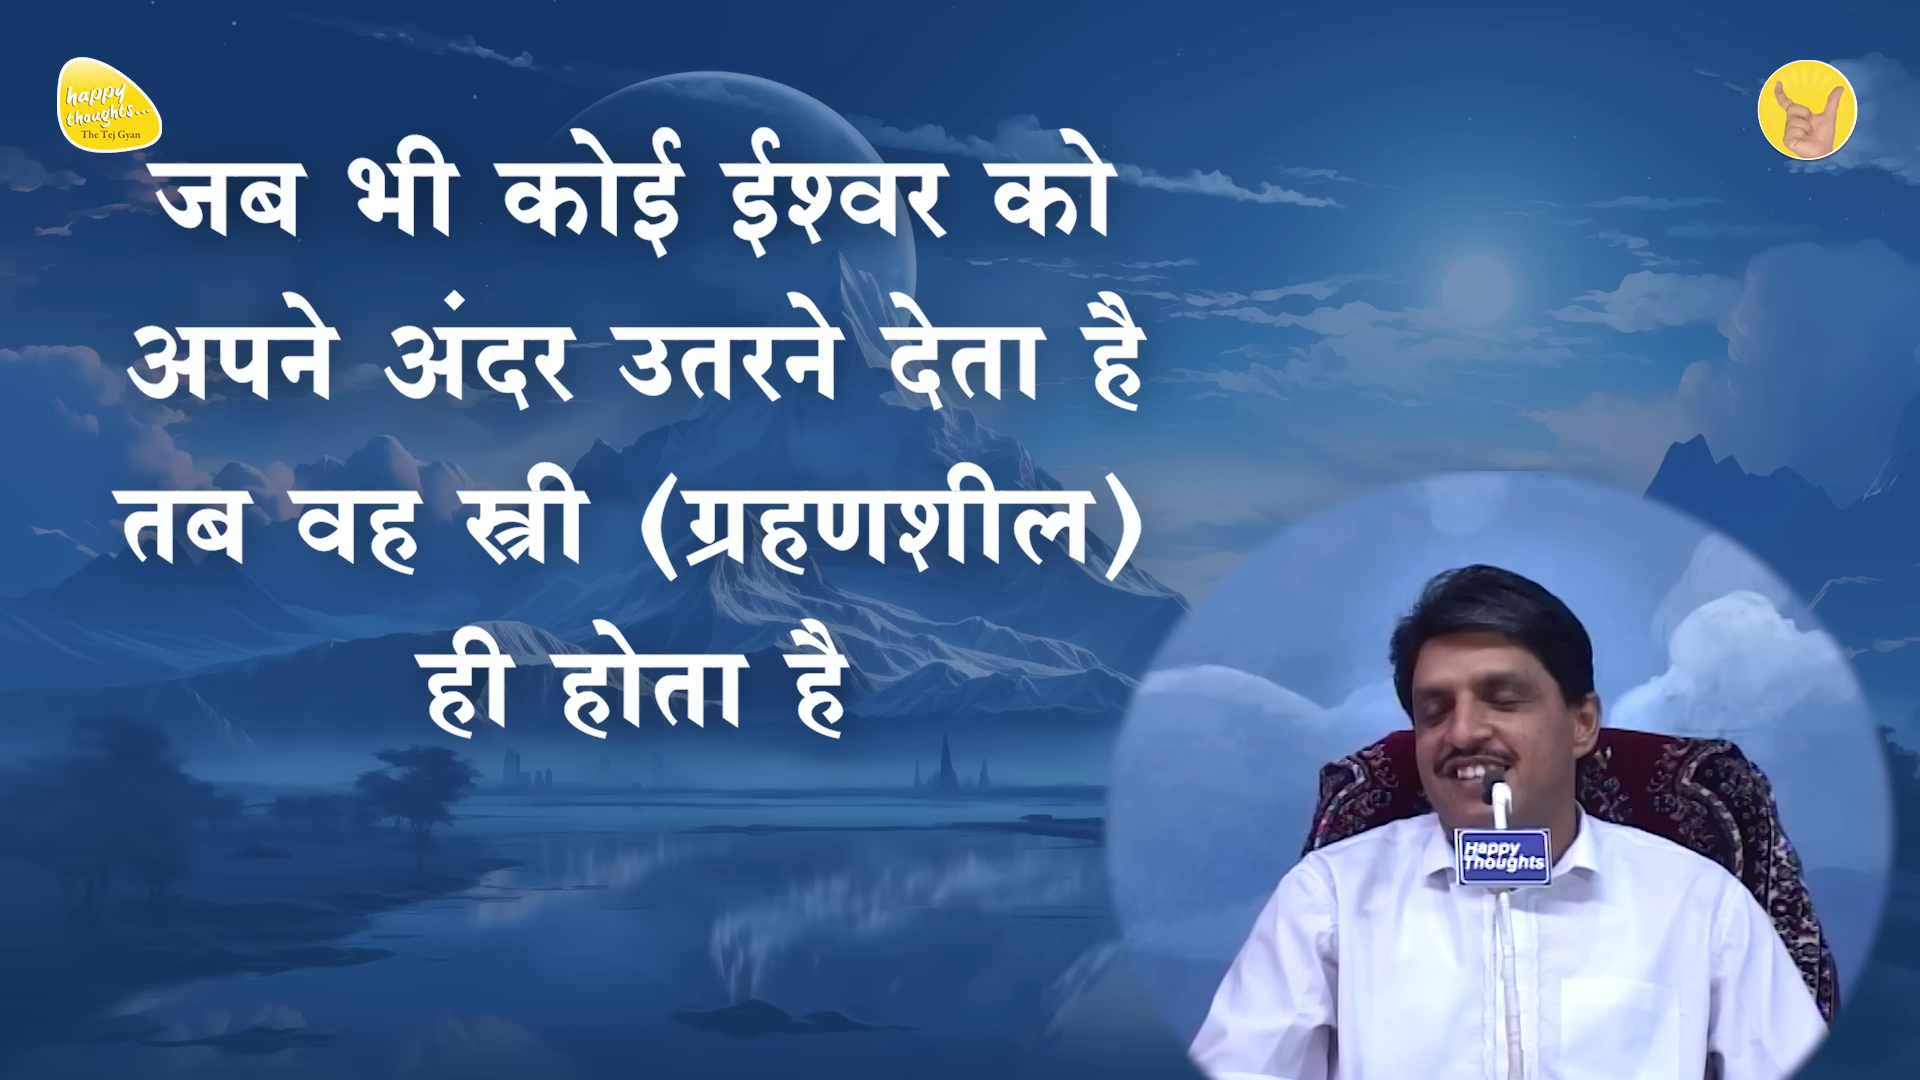 happy
thoughts...
The Tej Gyan
जब भी कोई ईश्वर को
अपने अंदर उतरने देता है
तब वह स्त्री (ग्रहणशील)
ही होता है
Happy
Thoughts